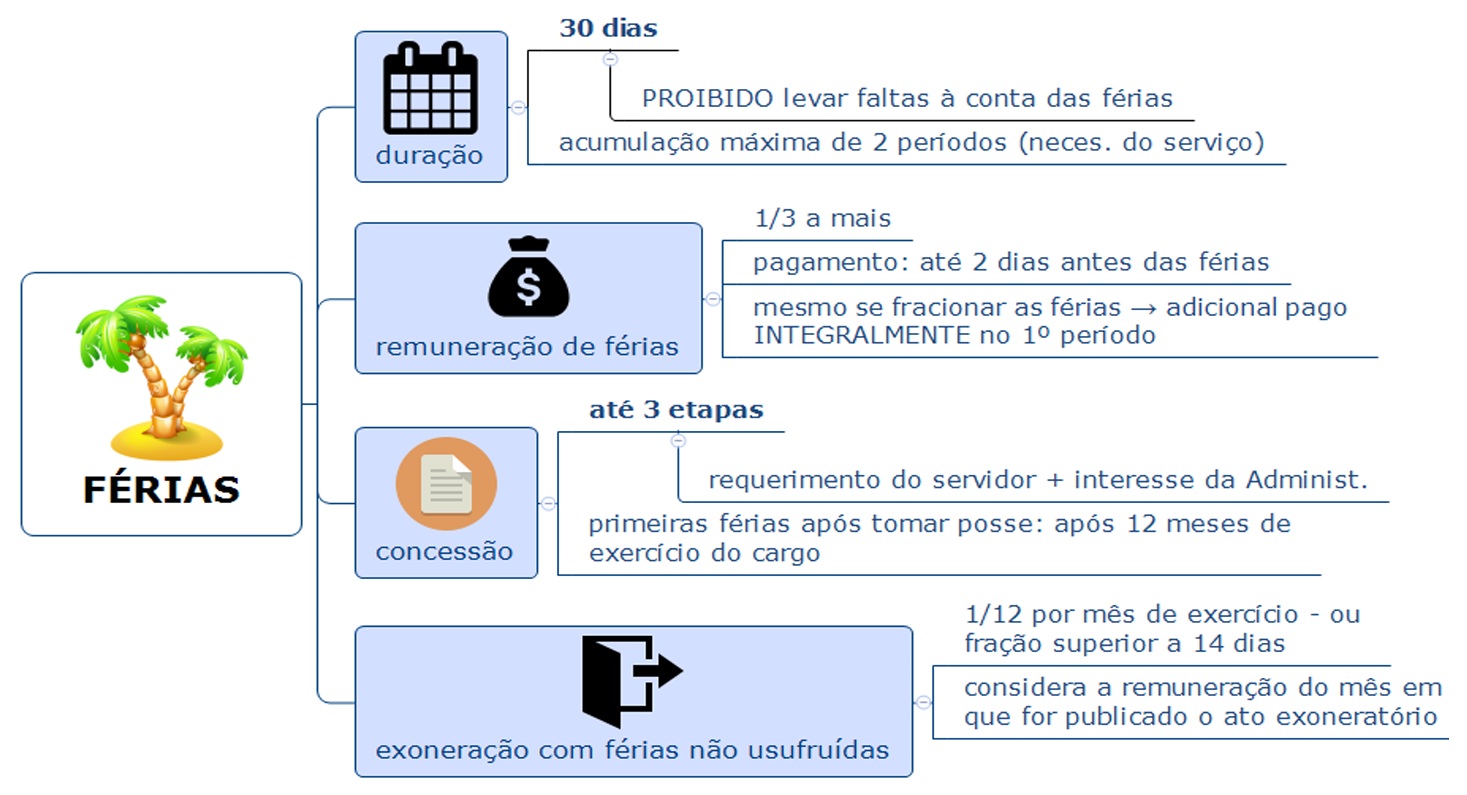 FÉRIAS
duração
30 dias
PROIBIDO levar faltas à conta das férias
acumulação máxima de 2 períodos (neces. do serviço)
$
remuneração de férias
1/3 a mais
pagamento: até 2 dias antes das férias
mesmo se fracionar as férias → adicional pago
INTEGRALMENTE no 1º período
concessão
até 3 etapas
requerimento do servidor + interesse da Administ.
primeiras férias após tomar posse: após 12 meses de
exercício do cargo
exoneração com férias não usufruídas
1/12 por mês de exercício - ou
fração superior a 14 dias
considera a remuneração do mês em
que for publicado o ato exoneratório